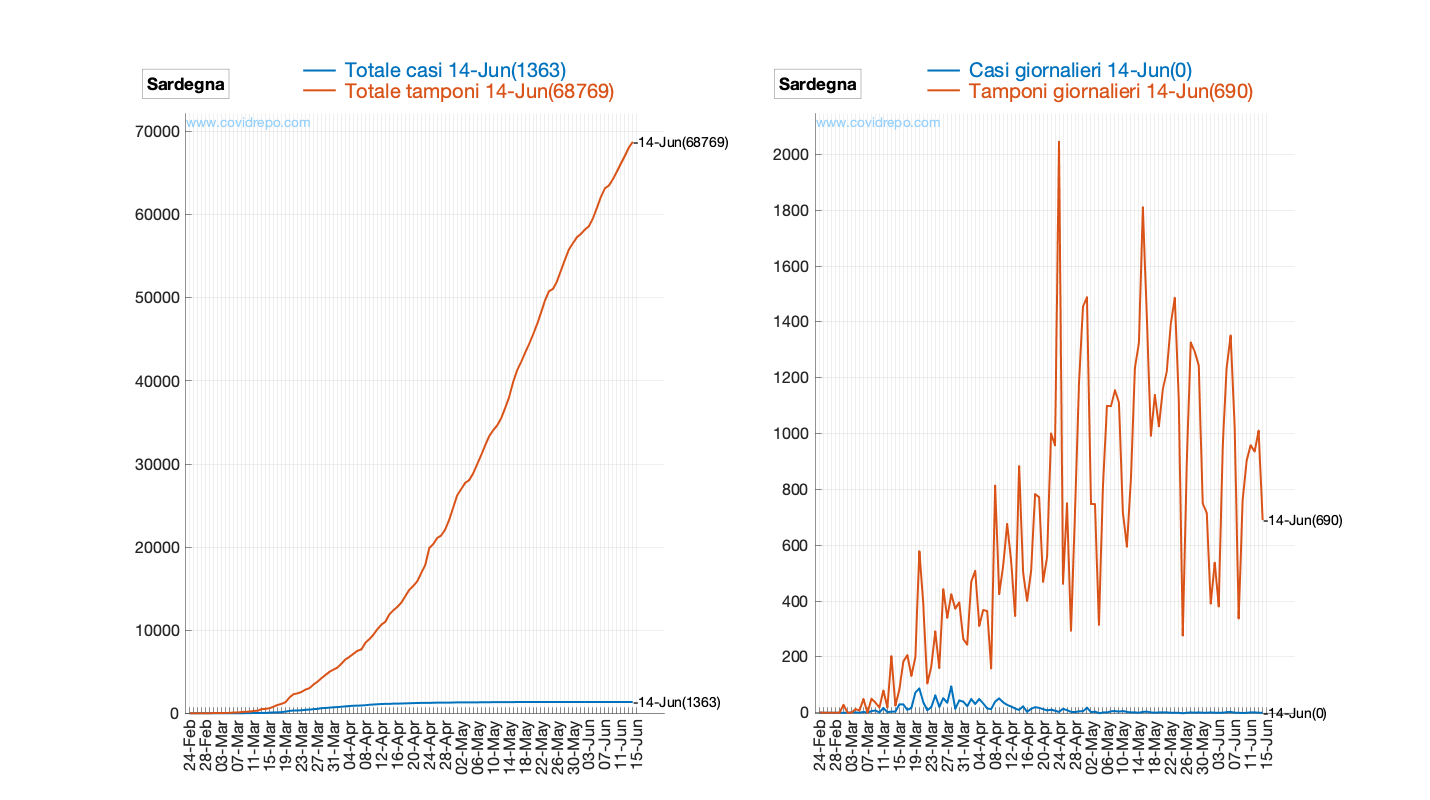 Sardegna
Totale casi 14-Jun(1363)
Totale tamponi 14-Jun(68769)
www.covidrepo.com
70000
60000
50000
40000
30000
20000
10000
0
-14-Jun(68769)
-14-Jun(1363)
24-Feb
28-Feb
03-Mar
07-Mar
11-Mar
15-Mar
19-Mar
23-Mar
27-Mar
31-Mar
04-Apr
08-Apr
12-Apr
16-Apr
20-Apr
24-Apr
28-Apr
02-May
06-May
10-May
14-May
18-May
22-May
26-May
30-May
03-Jun
07-Jun
11-Jun
15-Jun
Sardegna
Casi giornalieri 14-Jun(0)
Tamponi giornalieri 14-Jun(690)
www.covidrepo.com
2000
1800
1600
1400
1200
1000
800
600
400
200
0
-14-Jun(690)
-14-Jun(0)
24-Feb
28-Feb
03-Mar
07-Mar
11-Mar
15-Mar
19-Mar
23-Mar
27-Mar
31-Mar
04-Apr
08-Apr
12-Apr
16-Apr
20-Apr
24-Apr
28-Apr
02-May
06-May
10-May
14-May
18-May
22-May
26-May
30-May
03-Jun
07-Jun
11-Jun
15-Jun